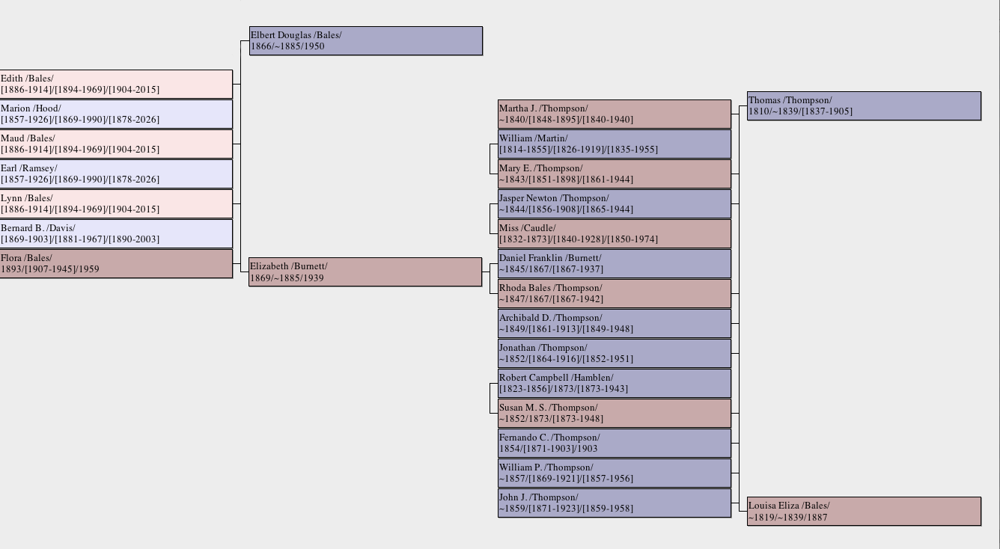 Elbert Douglas /Bales/
1866/~1885/1950
Edith /Bales/
[1886-1914]/[1894-1969]/[1904-2015]
Marion /Hood/
[1857-1926]/[1869-1990]/[1878-2026]
Maud /Bales/
[1886-1914]/[1894-1969]/[1904-2015]
Earl /Ramsey/
[1857-1926]/[1869-1990]/[1878-2026]
Lynn /Bales/
[1886-1914]/[1894-1969]/[1904-2015]
Bernard B. /Davis/
[1869-1903]/[1881-1967]/[1890-2003]
Flora /Bales/
1893/[1907-1945]/1959
Elizabeth /Burnett/
1869/~1885/1939
Martha J. /Thompson/
~1840/[1848-1895]/[1840-1940]
William /Martin/
[1814-1855]/[1826-1919]/[1835-1955]
Mary E. /Thompson/
~1843/[1851-1898]/[1861-1944]
Jasper Newton /Thompson/
~1844/[1856-1908]/[1865-1944]
Miss /Caudle/
[1832-1873]/[1840-1928]/[1850-1974]
Daniel Franklin /Burnett/
~1845/1867/[1867-1937]
Rhoda Bales /Thompson/
~1847/1867/[1867-1942]
Archibald D. /Thompson/
~1849/[1861-1913]/[1849-1948]
Jonathan /Thompson/
~1852/[1864-1916]/[1852-1951]
Robert Campbell /Hamblen/
[1823-1856]/1873/[1873-1943]
Susan M. S. /Thompson/
~1852/1873/[1873-1948]
Fernando C. /Thompson/
1854/[1871-1903]/1903
William P. /Thompson/
~1857/[1869-1921]/[1857-1956]
John J. /Thompson/
~1859/[1871-1923]/[1859-1958]
Thomas /Thompson/
1810/~1839/[1837-1905]
Louisa Eliza /Bales/
~1819/~1839/1887